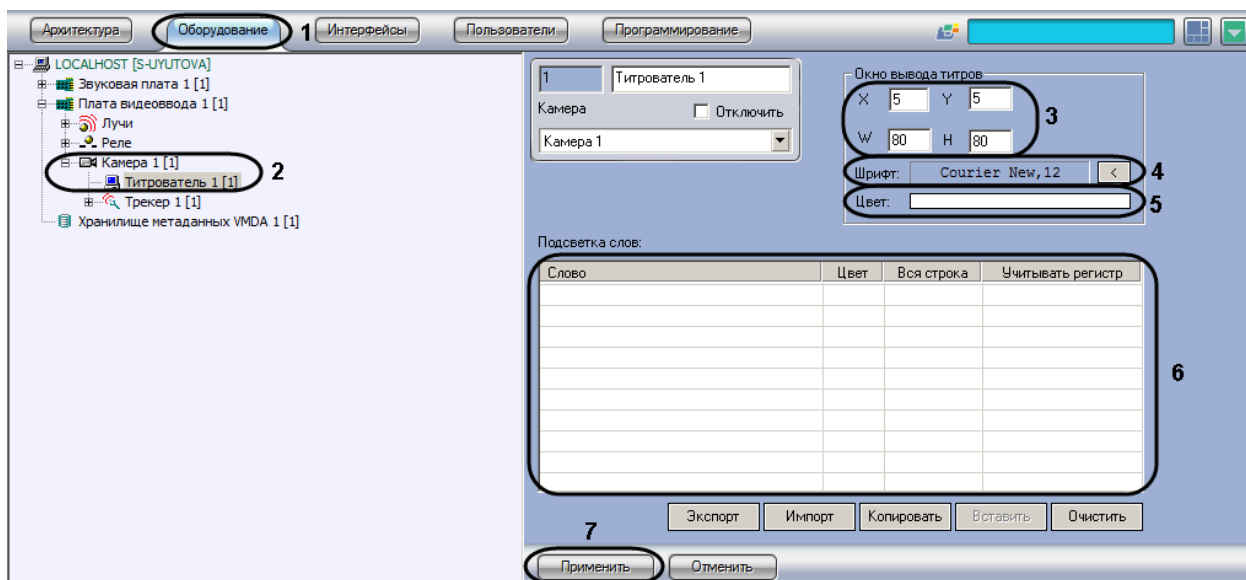 Архитектура Оборудование 1 Интерфейсы Пользователи Программирование
LOCALHOST [S-UYUTOVA]
Звуковая плата 1 [1]
Плата видеоввода 1 [1]
Лучи
Реле
Камера 1 [1]
Титрователь 1 [1]
2
Трекер 1 [1]
Хранилище метаданных VMDA 1 [1]
1 Титрователь 1
Камера Отключить
Камера 1
Окно вывода титров
X 5 Y 5
3
W 80 H 80
Шрифт: Courier New,12 < 4
Цвет: 5
Подсветка слов:
Слово Цвет Вся строка Учитывать регистр
6
Экспорт Импорт Копировать Вставить Очистить
7
Применить Отменить